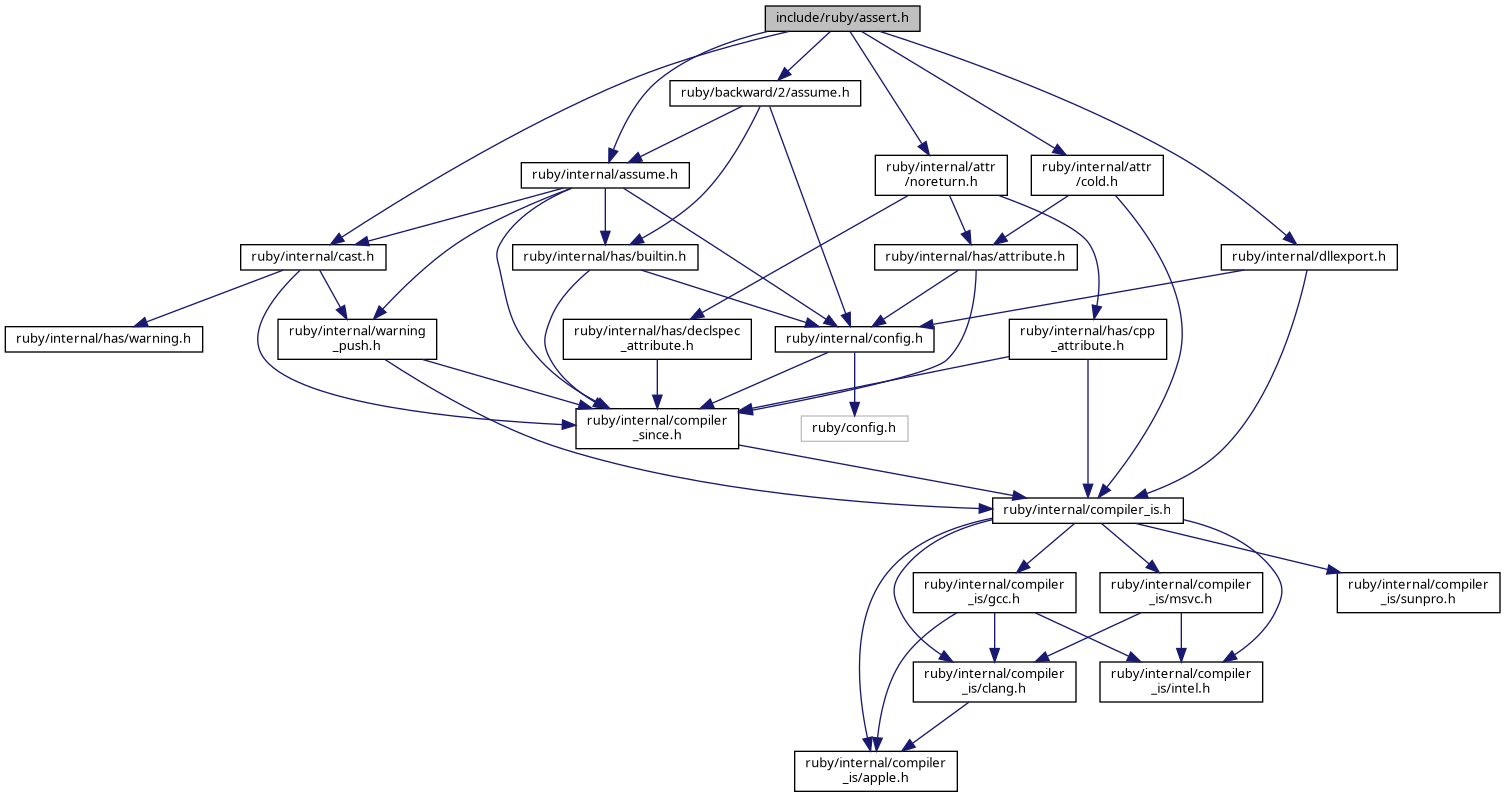 include/ruby/assert.h
ruby/backward/2/assume.h
ruby/internal/assume.h
ruby/internal/attr
/noreturn.h
ruby/internal/attr
/cold.h
ruby/internal/cast.h
ruby/internal/has/builtin.h
ruby/internal/has/attribute.h
ruby/internal/dllexport.h
ruby/internal/has/warning.h
ruby/internal/warning
_push.h
ruby/internal/has/declspec
_attribute.h
ruby/internal/config.h
ruby/internal/has/cpp
_attribute.h
ruby/internal/compiler
_since.h
ruby/config.h
ruby/internal/compiler_is.h
ruby/internal/compiler
_is/gcc.h
ruby/internal/compiler
_is/msvc.h
ruby/internal/compiler
_is/sunpro.h
ruby/internal/compiler
_is/clang.h
ruby/internal/compiler
_is/intel.h
ruby/internal/compiler
_is/apple.h